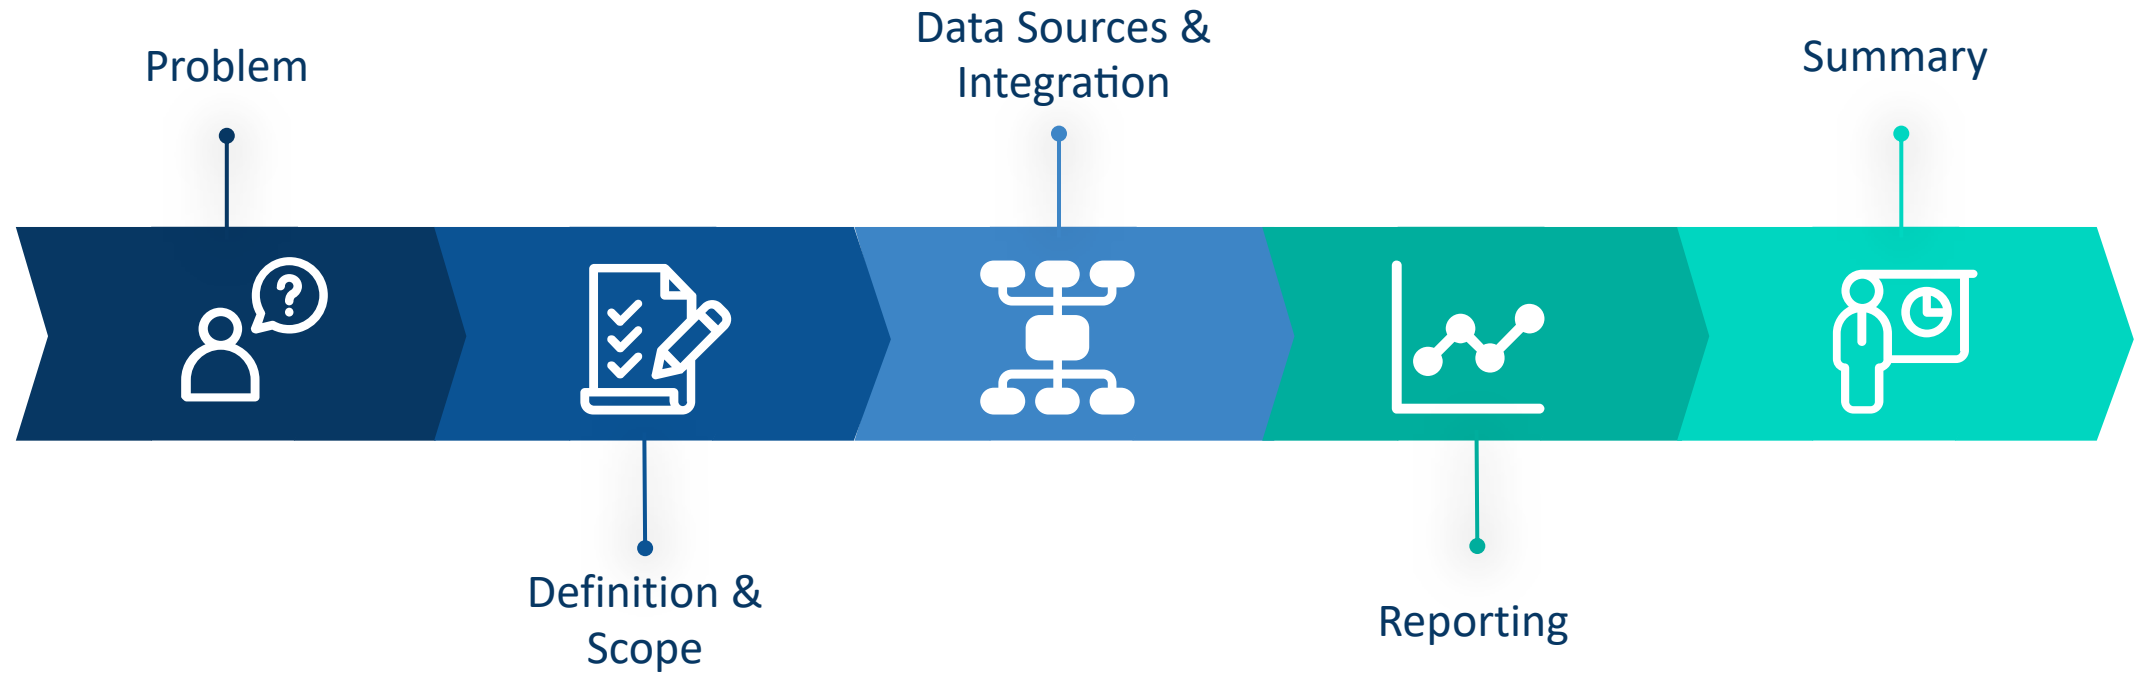 Problem
Definition &
Scope
Data Sources &
Integration
Reporting
Summary
?